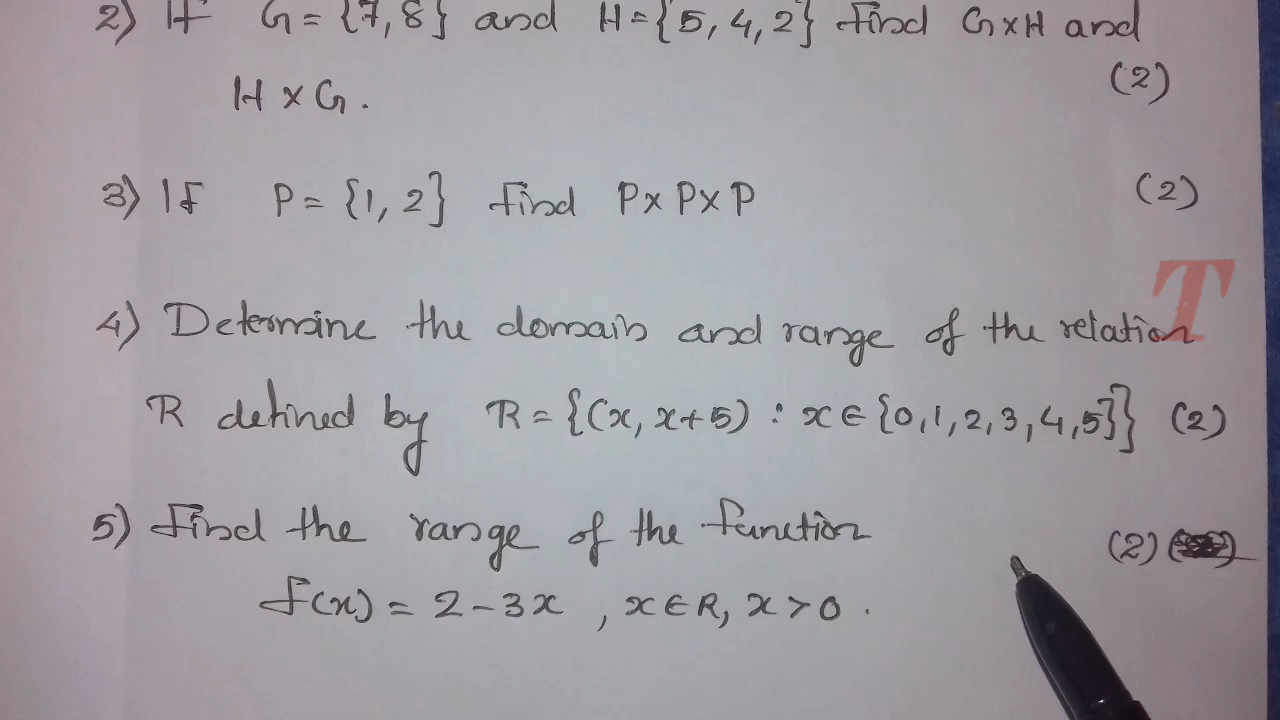 2) If G = {7, 8} and H = {5, 4, 2} find G × H and
H × G. (2)
3) If P = {1, 2} find P × P × P (2)
T
4) Determine the domain and range of the relation
R defined by R = {(x, x+5) : x ∈ {0, 1, 2, 3, 4, 5}} (2)
5) find the range of the function (2)
f(x) = 2 - 3x , x ∈ R, x > 0 .